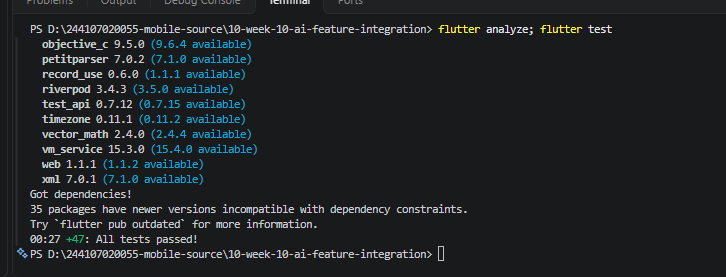 Problems Output Debug Console Terminal Ports
PS D:\244107020055-mobile-source\10-week-10-ai-feature-integration> flutter analyze; flutter test
objective_c 9.5.0 (9.6.4 available)
petitparser 7.0.2 (7.1.0 available)
record_use 0.6.0 (1.1.1 available)
riverpod 3.4.3 (3.5.0 available)
test_api 0.7.12 (0.7.15 available)
timezone 0.11.1 (0.11.2 available)
vector_math 2.4.0 (2.4.4 available)
vm_service 15.3.0 (15.4.0 available)
web 1.1.1 (1.1.2 available)
xml 7.0.1 (7.1.0 available)
Got dependencies!
35 packages have newer versions incompatible with dependency constraints.
Try `flutter pub outdated` for more information.
00:27 +47: All tests passed!
PS D:\244107020055-mobile-source\10-week-10-ai-feature-integration>